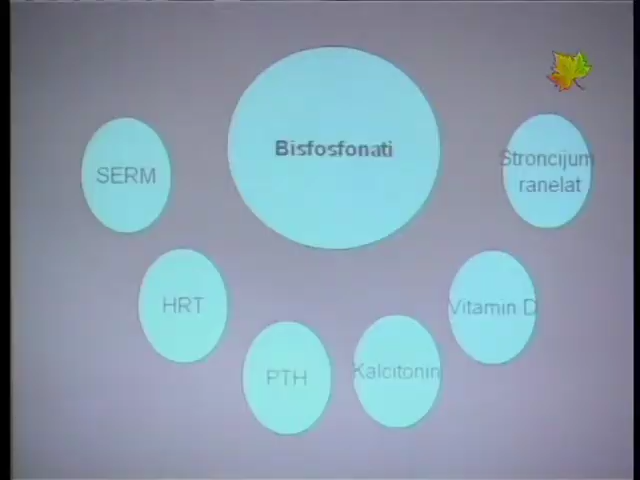 Bisfosfonati
SERM
Stroncijum
ranelat
HRT
Vitamin D
PTH
Kalcitonin